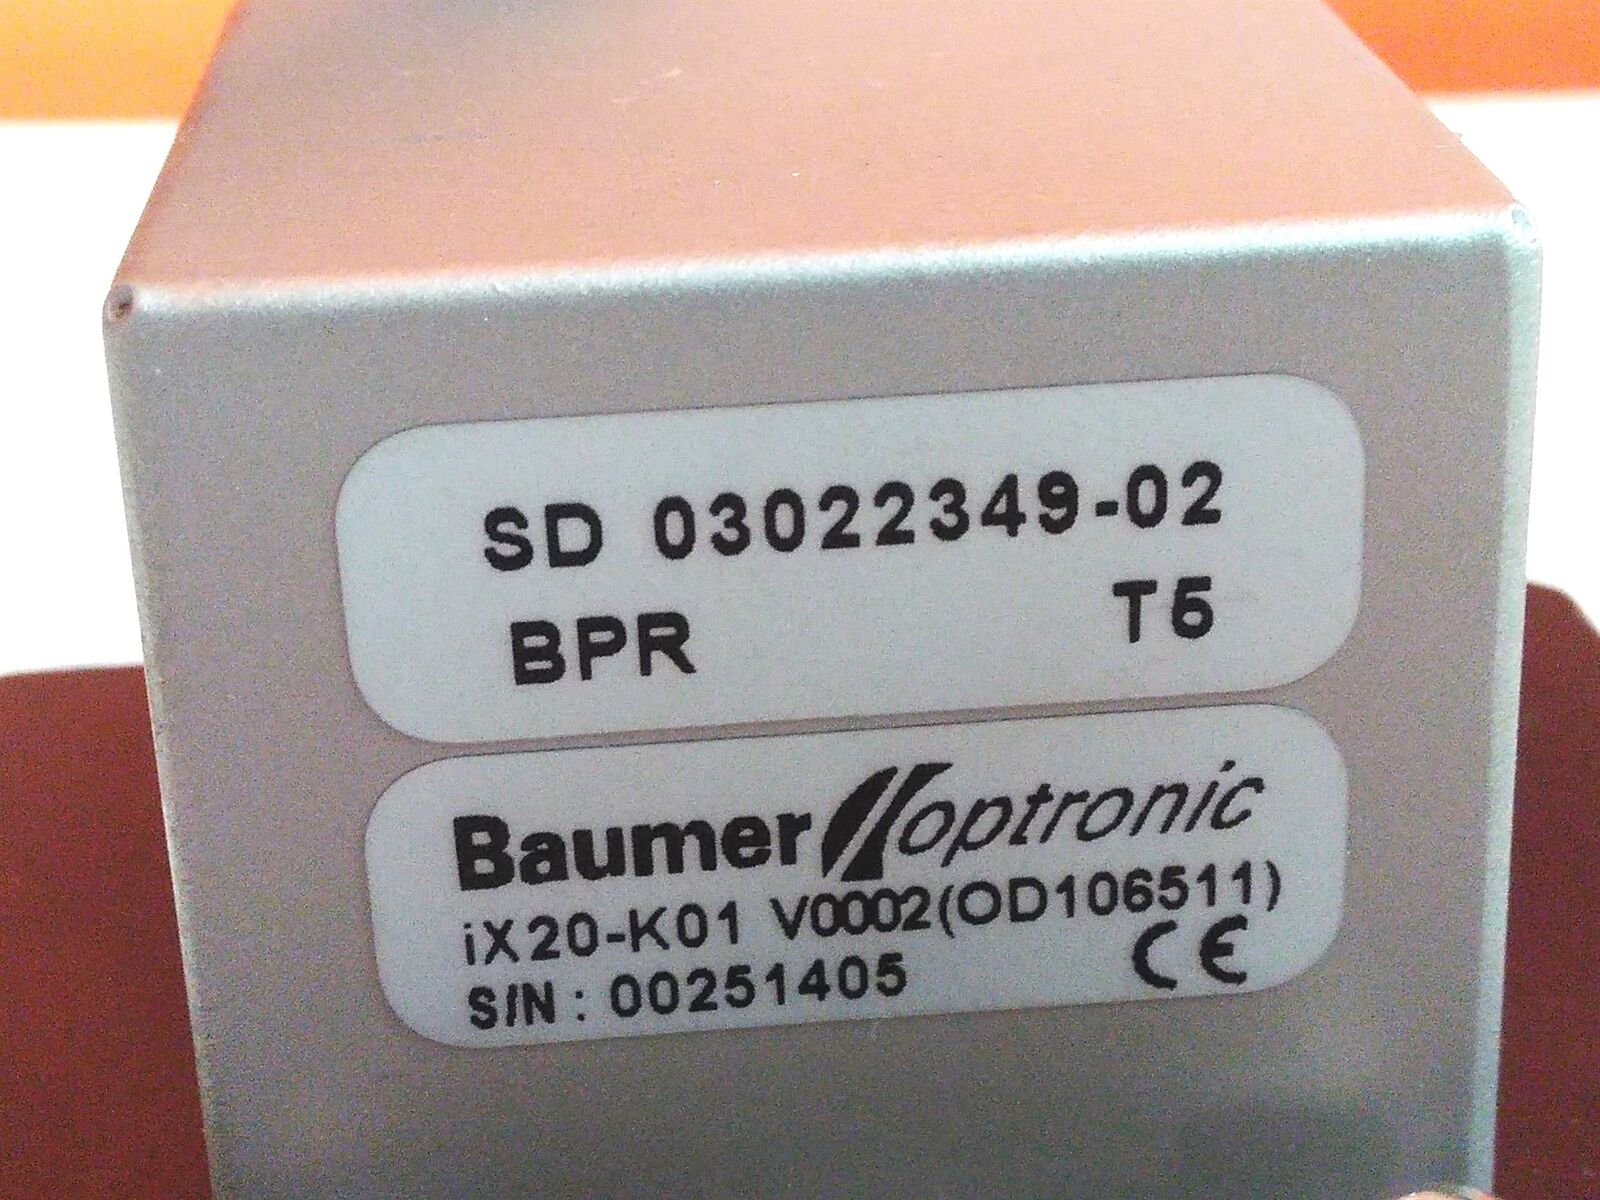 SD 03022349-02
BPR T5
Baumer optronic
iX20-K01 V0002(OD106511)
S/N : 00251405 CE